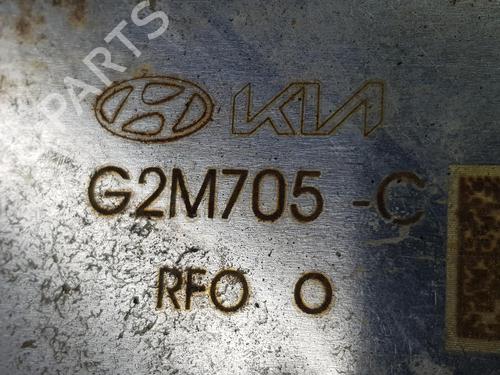 PARTS
KIA
G2M705-C
RFO O